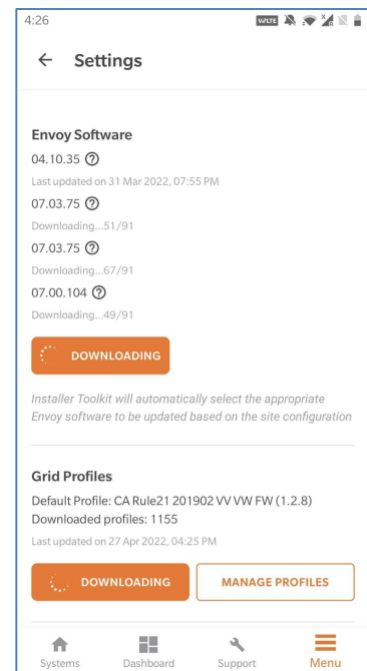 4:26
VoLTE
Settings
Envoy Software
04.10.35
Last updated on 31 Mar 2022, 07:55 PM
07.03.75
Downloading...51/91
07.03.75
Downloading...67/91
07.00.104
Downloading...49/91
DOWNLOADING
Installer Toolkit will automatically select the appropriate
Envoy software to be updated based on the site configuration
Grid Profiles
Default Profile: CA Rule21 201902 VV VW FW (1.2.8)
Downloaded profiles: 1155
Last updated on 27 Apr 2022, 04:25 PM
DOWNLOADING MANAGE PROFILES
Systems Dashboard Support Menu